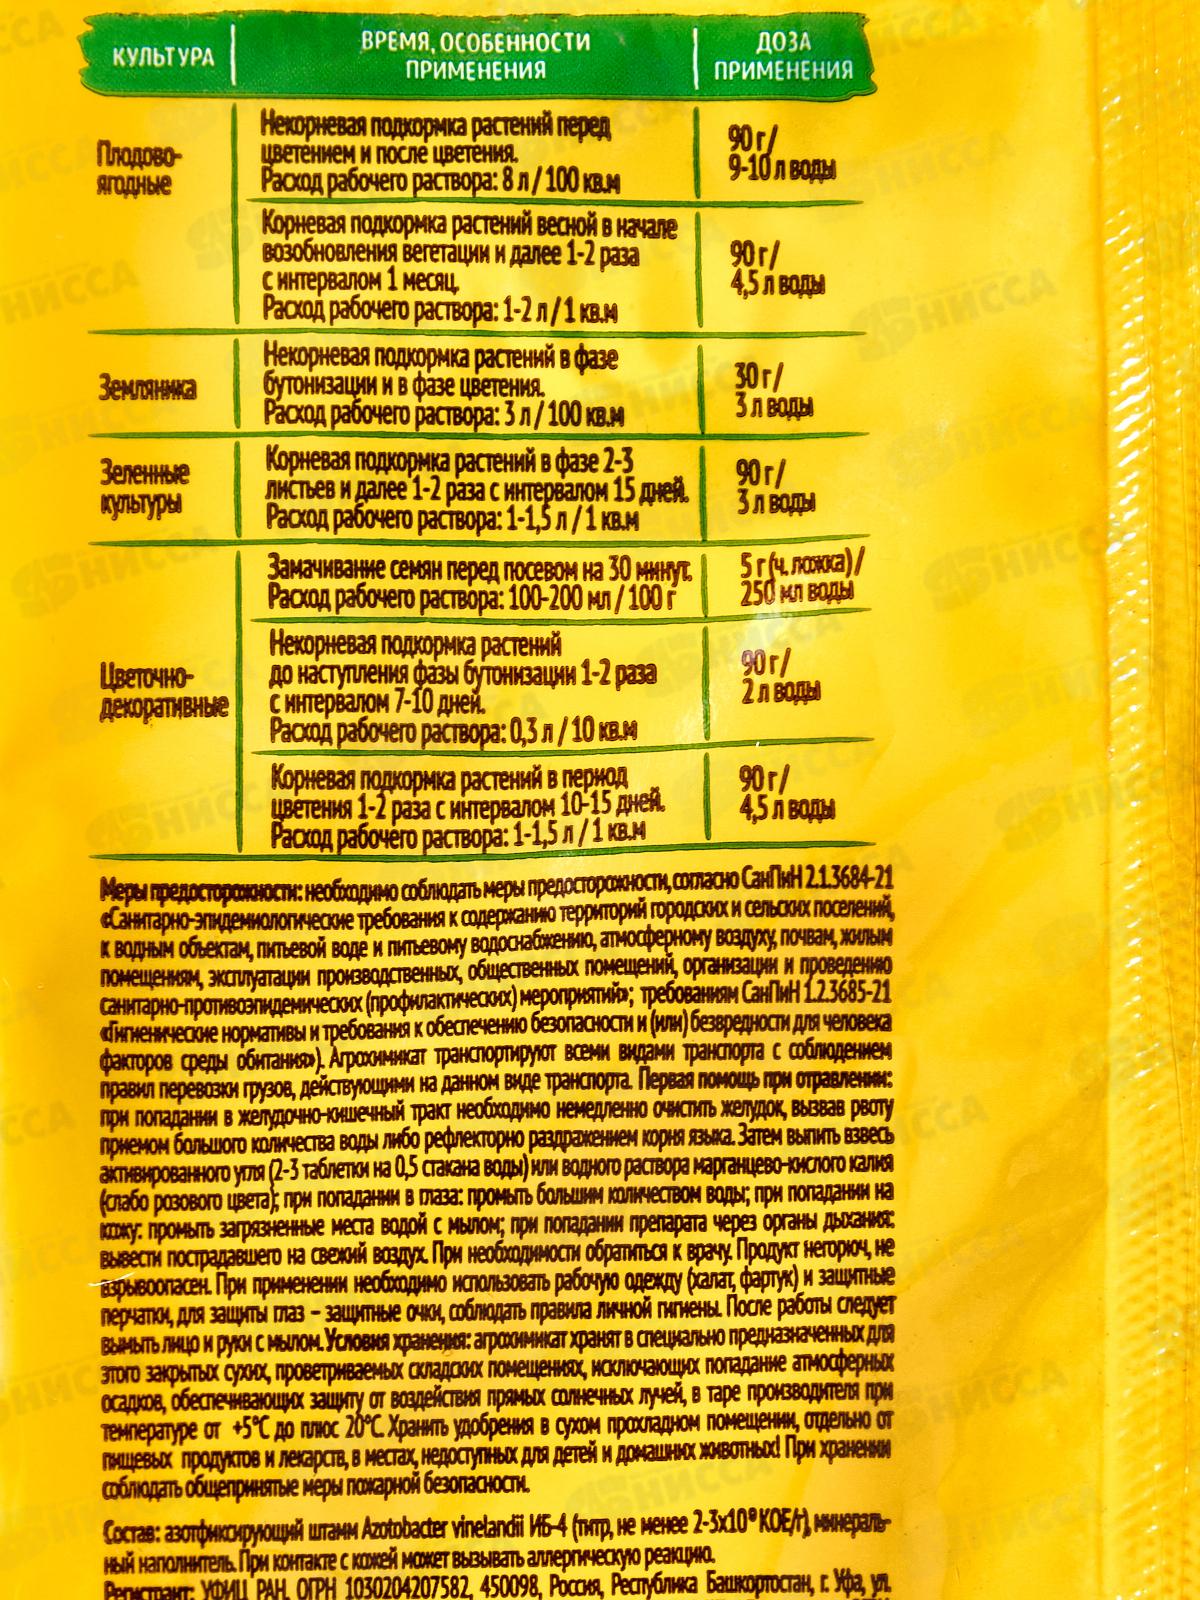 КУЛЬТУРА
ВРЕМЯ, ОСОБЕННОСТИ
ПРИМЕНЕНИЯ
ДОЗА
ПРИМЕНЕНИЯ
Плодово-
ягодные
Некорневая подкормка растений перед
цветением и после цветения.
Расход рабочего раствора: 8 л / 100 кв.м
90 г/
9-10 л воды
Корневая подкормка растений весной в начале
возобновления вегетации и далее 1-2 раза
с интервалом 1 месяц.
Расход рабочего раствора: 1-2 л / 1 кв.м
90 г/
4,5 л воды
Земляника
Некорневая подкормка растений в фазе
бутонизации и в фазе цветения.
Расход рабочего раствора: 3 л / 100 кв.м
30 г/
3 л воды
Зеленные
культуры
Корневая подкормка растений в фазе 2-3
листьев и далее 1-2 раза с интервалом 15 дней.
Расход рабочего раствора: 1-1,5 л / 1 кв.м
90 г/
3 л воды
Цветочно-
декоративные
Замачивание семян перед посевом на 30 минут.
Расход рабочего раствора: 100-200 мл / 100 г
5 г (ч. ложка) /
250 мл воды
Некорневая подкормка растений
до наступления фазы бутонизации 1-2 раза
с интервалом 7-10 дней.
Расход рабочего раствора: 0,3 л / 10 кв.м
90 г/
2 л воды
Корневая подкормка растений в период
цветения 1-2 раза с интервалом 10-15 дней.
Расход рабочего раствора: 1-1,5 л / 1 кв.м
90 г/
4,5 л воды
Меры предосторожности: необходимо соблюдать меры предосторожности, согласно СанПиН 2.1.3684-21
«Санитарно-эпидемиологические требования к содержанию территорий городских и сельских поселений,
к водным объектам, питьевой воде и питьевому водоснабжению, атмосферному воздуху, почвам, жилым
помещениям, эксплуатации производственных, общественных помещений, организации и проведению
санитарно-противоэпидемических (профилактических) мероприятий»; требованиям СанПиН 1.2.3685-21
«Гигиенические нормативы и требования к обеспечению безопасности и (или) безвредности для человека
факторов среды обитания»). Агрохимикат транспортируют всеми видами транспорта с соблюдением
правил перевозки грузов, действующими на данном виде транспорта. Первая помощь при отравлении:
при попадании в желудочно-кишечный тракт необходимо немедленно очистить желудок, вызвав рвоту
приемом большого количества воды либо рефлекторно раздражением корня языка. Затем выпить взвесь
активированного угля (2-3 таблетки на 0,5 стакана воды) или водного раствора марганцево-кислого калия
(слабо розового цвета); при попадании в глаза: промыть большим количеством воды; при попадании на
кожу: промыть загрязненные места водой с мылом; при попадании препарата через органы дыхания:
вывести пострадавшего на свежий воздух. При необходимости обратиться к врачу. Продукт негорюч, не
взрывоопасен. При применении необходимо использовать рабочую одежду (халат, фартук) и защитные
перчатки, для защиты глаз – защитные очки, соблюдать правила личной гигиены. После работы следует
вымыть лицо и руки с мылом. Условия хранения: агрохимикат хранят в специально предназначенных для
этого закрытых сухих, проветриваемых складских помещениях, исключающих попадание атмосферных
осадков, обеспечивающих защиту от воздействия прямых солнечных лучей, в таре производителя при
температуре от +5°С до плюс 20°С. Хранить удобрения в сухом прохладном помещении, отдельно от
пищевых продуктов и лекарств, в местах, недоступных для детей и домашних животных! При хранении
соблюдать общепринятые меры пожарной безопасности.
Состав: азотфиксирующий штамм Azotobacter vinelandii ИБ-4 (титр, не менее 2-3х10⁸ КОЕ/г), минераль-
ный наполнитель. При контакте с кожей может вызывать аллергическую реакцию.
Регистрант: УФИЦ РАН, ОГРН 1030204207582, 450098, Россия, Республика Башкортостан, г. Уфа, ул.